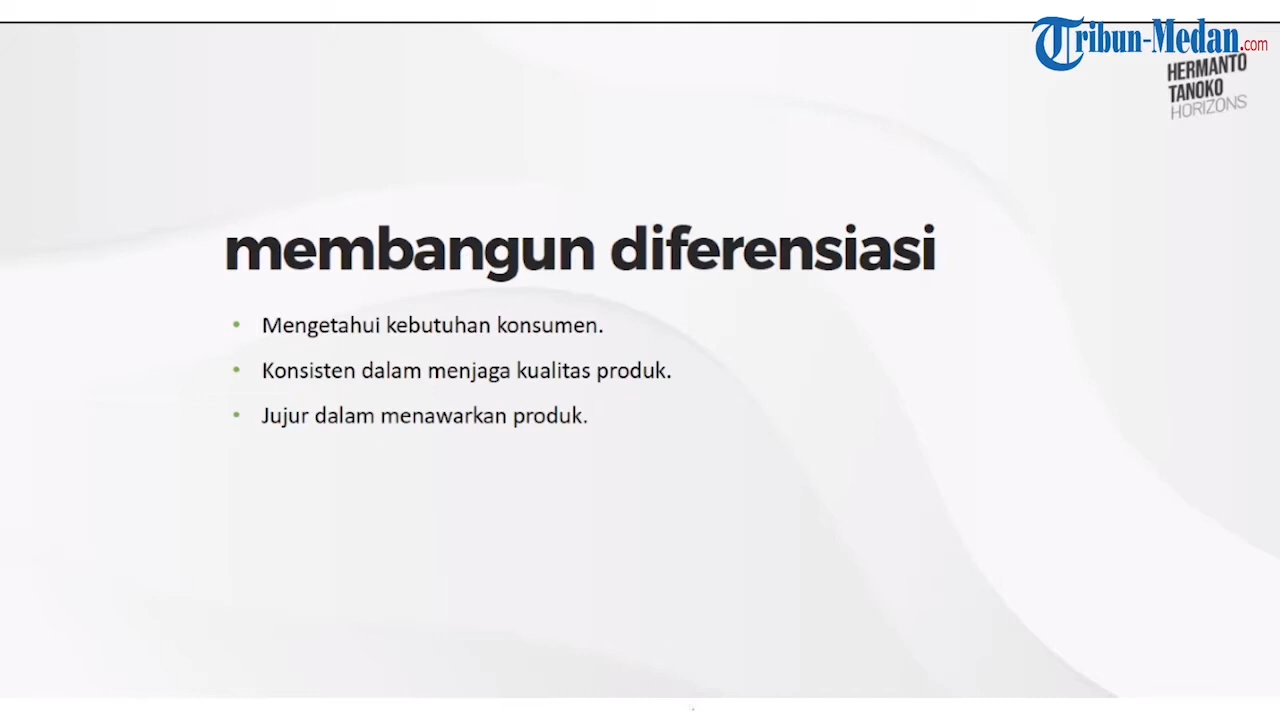 Tribun-Medan.com
HERMANTO
TANOKO
HORIZONS
membangun diferensiasi
• Mengetahui kebutuhan konsumen.
• Konsisten dalam menjaga kualitas produk.
• Jujur dalam menawarkan produk.